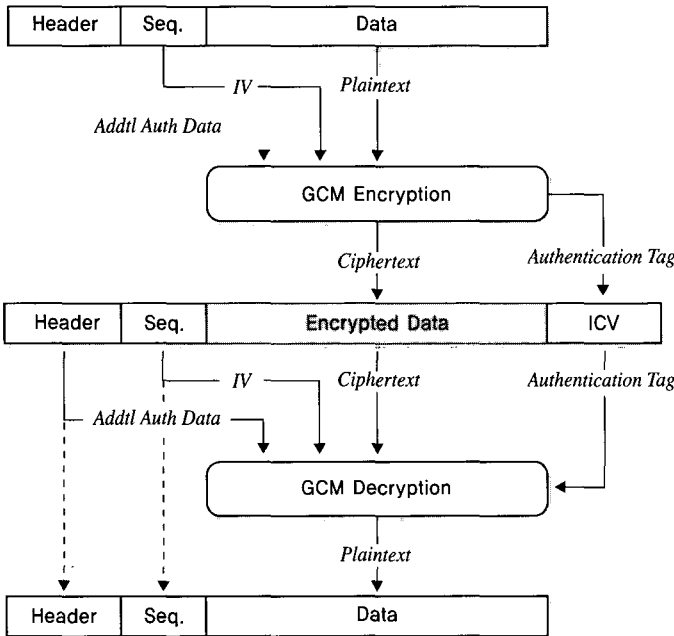 Header Seq. Data
IV Plaintext
Addtl Auth Data
GCM Encryption
Ciphertext Authentication Tag
Header Seq. Encrypted Data ICV
IV Ciphertext Authentication Tag
Addtl Auth Data
GCM Decryption
Plaintext
Header Seq. Data